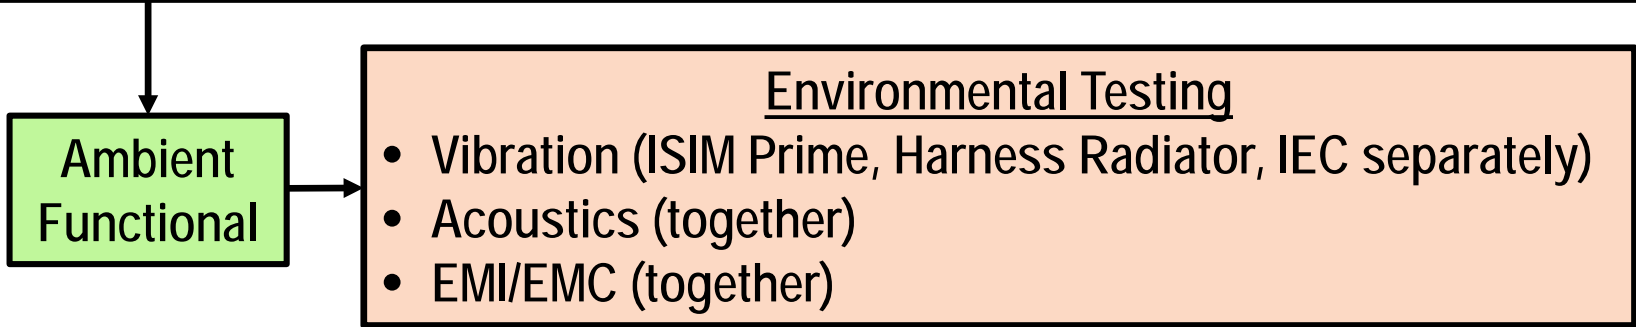 Ambient
Functional
Environmental Testing
• Vibration (ISIM Prime, Harness Radiator, IEC separately)
• Acoustics (together)
• EMI/EMC (together)